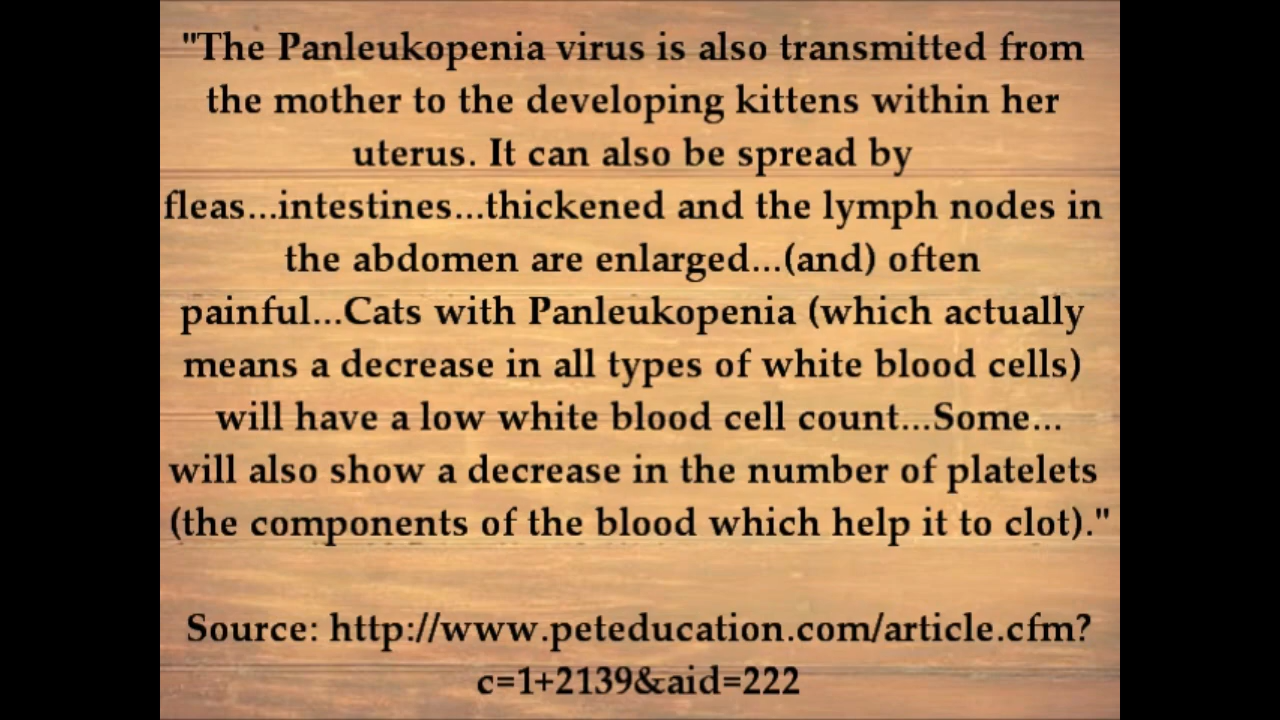 "The Panleukopenia virus is also transmitted from
the mother to the developing kittens within her
uterus. It can also be spread by
fleas...intestines...thickened and the lymph nodes in
the abdomen are enlarged...(and) often
painful...Cats with Panleukopenia (which actually
means a decrease in all types of white blood cells)
will have a low white blood cell count...Some...
will also show a decrease in the number of platelets
(the components of the blood which help it to clot)."
Source: http://www.peteducation.com/article.cfm?
c=1+2139&aid=222